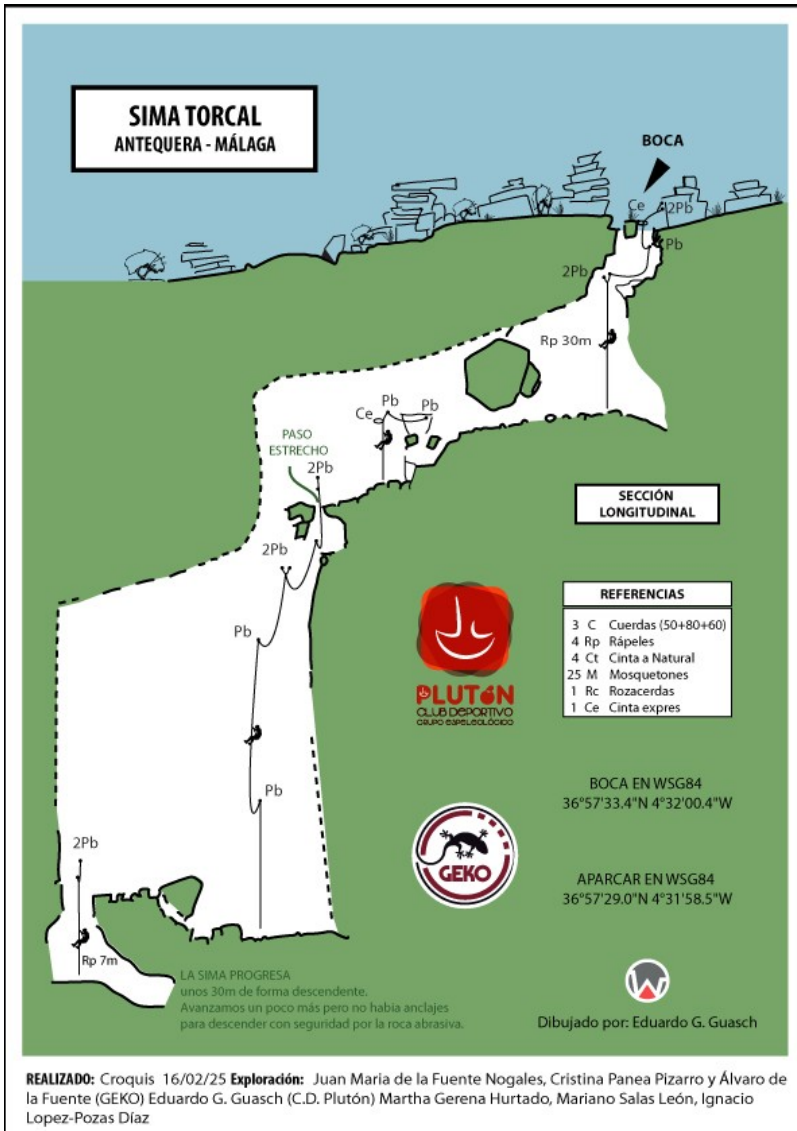 SIMA TORCAL
ANTEQUERA - MÁLAGA
BOCA
Ce
2Pb
Pb
2Pb
Rp 30m
Pb
Ce
Pb
PASO
ESTRECHO
2Pb
2Pb
Pb
Pb
2Pb
Rp 7m
SECCIÓN
LONGITUDINAL
REFERENCIAS
3 C Cuerdas (50+80+60)
4 Rp Rápeles
4 Ct Cinta a Natural
25 M Mosquetones
1 Rc Rozacerdas
1 Ce Cinta expres
PLUTÓN
CLUB DEPORTIVO
GRUPO ESPELEOLÓGICO
GEKO
BOCA EN WSG84
36°57'33.4"N 4°32'00.4"W
APARCAR EN WSG84
36°57'29.0"N 4°31'58.5"W
LA SIMA PROGRESA
unos 30m de forma descendente.
Avanzamos un poco más pero no habia anclajes
para descender con seguridad por la roca abrasiva.
Dibujado por: Eduardo G. Guasch
REALIZADO: Croquis 16/02/25 Exploración: Juan Maria de la Fuente Nogales, Cristina Panea Pizarro y Álvaro de
la Fuente (GEKO) Eduardo G. Guasch (C.D. Plutón) Martha Gerena Hurtado, Mariano Salas León, Ignacio
Lopez-Pozas Díaz